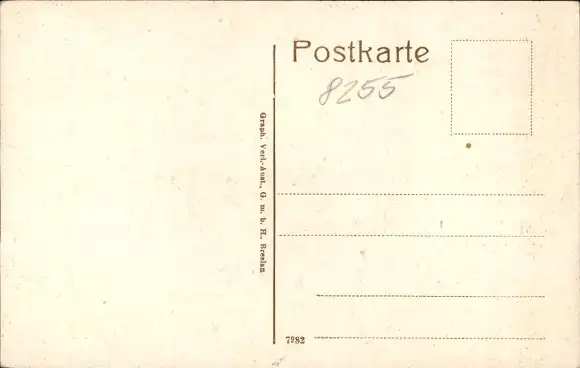 Postkarte
8255
Graph. Verl.-Anst., G. m. b. H., Breslau
7982